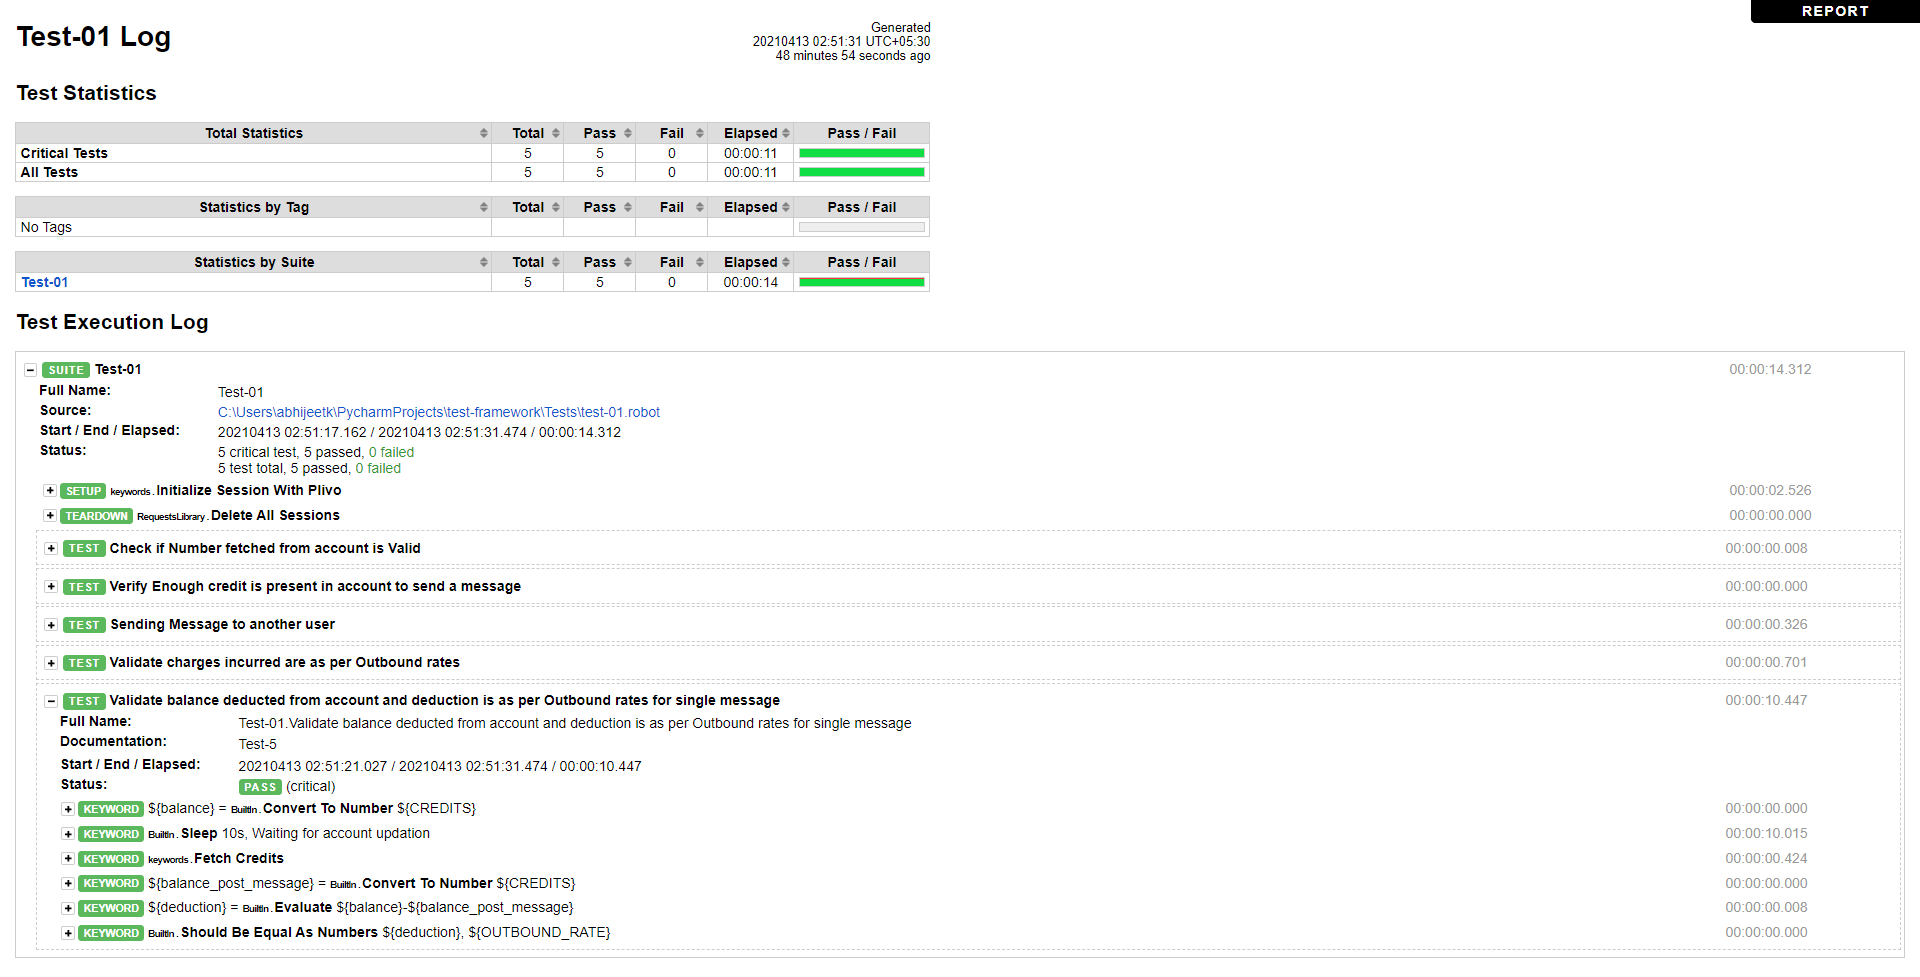 REPORT
Test-01 Log
Generated
20210413 02:51:31 UTC+05:30
48 minutes 54 seconds ago
Test Statistics
Total Statistics Total Pass Fail Elapsed Pass / Fail
Critical Tests 5 5 0 00:00:11
All Tests 5 5 0 00:00:11
Statistics by Tag Total Pass Fail Elapsed Pass / Fail
No Tags
Statistics by Suite Total Pass Fail Elapsed Pass / Fail
Test-01 5 5 0 00:00:14
Test Execution Log
SUITE Test-01 00:00:14.312
Full Name: Test-01
Source: C:\Users\abhijeetk\PycharmProjects\test-framework\Tests\test-01.robot
Start / End / Elapsed: 20210413 02:51:17.162 / 20210413 02:51:31.474 / 00:00:14.312
Status: 5 critical test, 5 passed, 0 failed
5 test total, 5 passed, 0 failed
SETUP keywords. Initialize Session With Plivo 00:00:02.526
TEARDOWN RequestsLibrary. Delete All Sessions 00:00:00.000
TEST Check if Number fetched from account is Valid 00:00:00.008
TEST Verify Enough credit is present in account to send a message 00:00:00.000
TEST Sending Message to another user 00:00:00.326
TEST Validate charges incurred are as per Outbound rates 00:00:00.701
TEST Validate balance deducted from account and deduction is as per Outbound rates for single message 00:00:10.447
Full Name: Test-01.Validate balance deducted from account and deduction is as per Outbound rates for single message
Documentation: Test-5
Start / End / Elapsed: 20210413 02:51:21.027 / 20210413 02:51:31.474 / 00:00:10.447
Status: PASS (critical)
KEYWORD ${balance} = BuiltIn. Convert To Number ${CREDITS} 00:00:00.000
KEYWORD BuiltIn. Sleep 10s, Waiting for account updation 00:00:10.015
KEYWORD keywords. Fetch Credits 00:00:00.424
KEYWORD ${balance_post_message} = BuiltIn. Convert To Number ${CREDITS} 00:00:00.000
KEYWORD ${deduction} = BuiltIn. Evaluate ${balance}-${balance_post_message} 00:00:00.008
KEYWORD BuiltIn. Should Be Equal As Numbers ${deduction}, ${OUTBOUND_RATE} 00:00:00.000